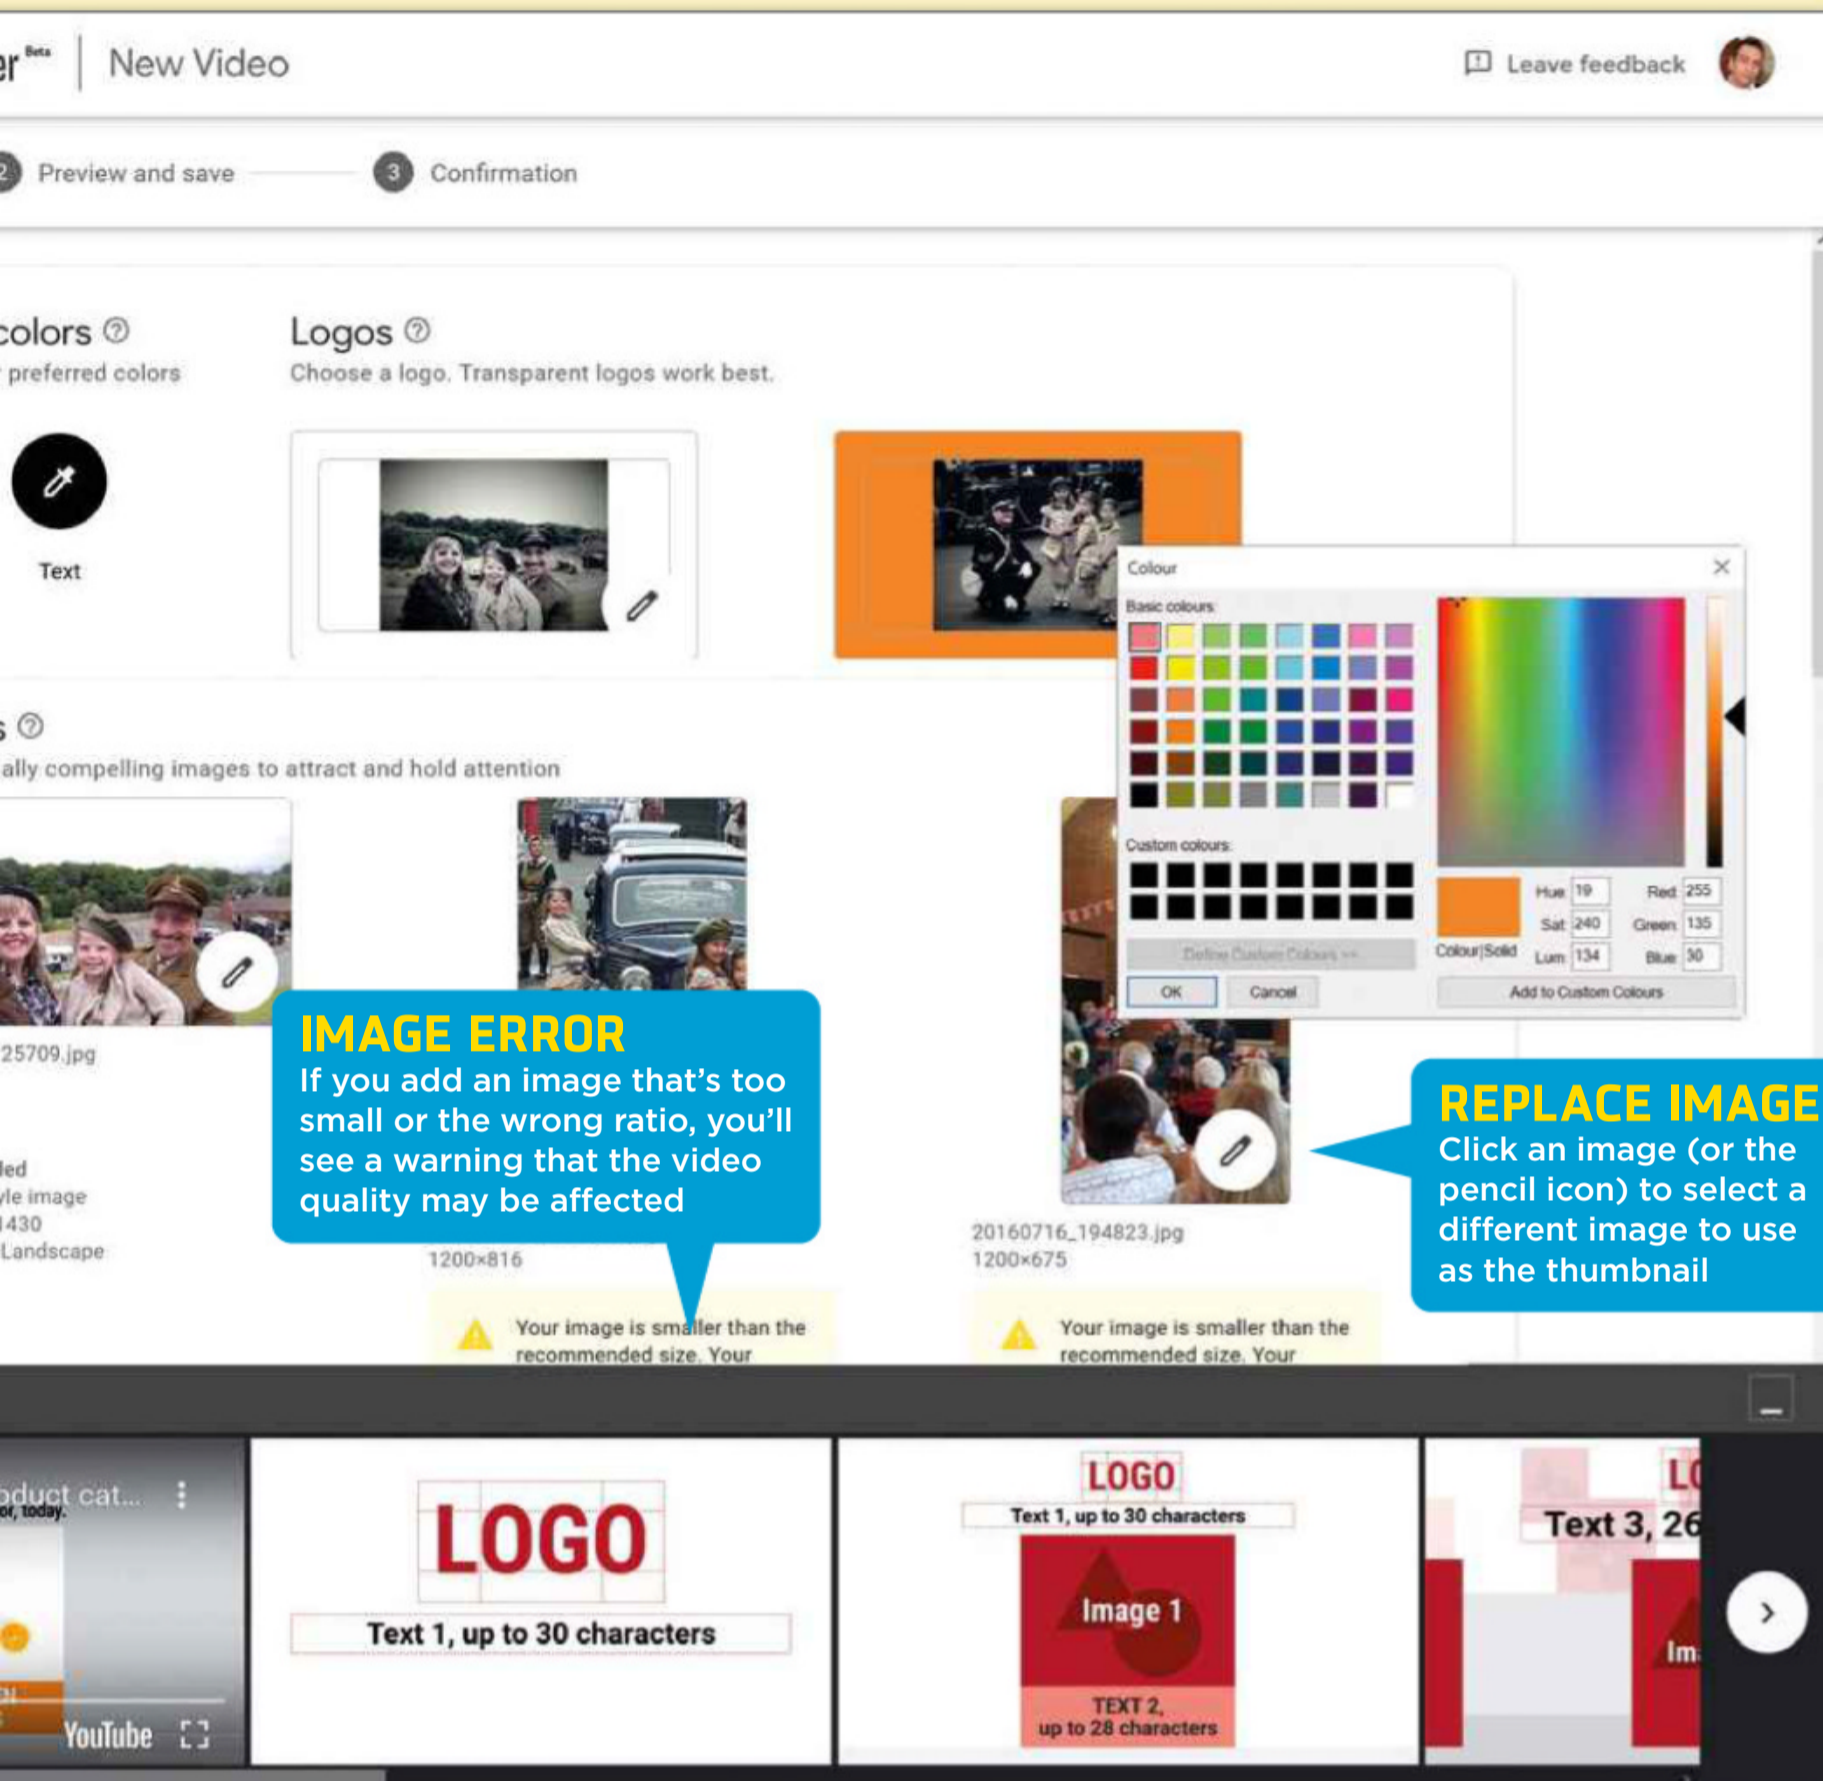 er Beta
New Video
Leave feedback
2 Preview and save
3 Confirmation
colors
preferred colors
Text
Logos
Choose a logo. Transparent logos work best.
s
ally compelling images to attract and hold attention
Colour
Basic colours:
Custom colours:
Define Custom Colours >>
OK
Cancel
Colour|Solid
Hue 19
Sat 240
Lum 134
Red 255
Green 135
Blue 30
Add to Custom Colours
25709.jpg
led
yle image
1430
Landscape
IMAGE ERROR
If you add an image that's too
small or the wrong ratio, you'll
see a warning that the video
quality may be affected
1200×816
Your image is smaller than the
recommended size. Your
20160716_194823.jpg
1200×675
Your image is smaller than the
recommended size. Your
REPLACE IMAGE
Click an image (or the
pencil icon) to select a
different image to use
as the thumbnail
oduct cat...
or, today.
YouTube
LOGO
Text 1, up to 30 characters
LOGO
Text 1, up to 30 characters
Image 1
TEXT 2,
up to 28 characters
LO
Text 3, 26
Im